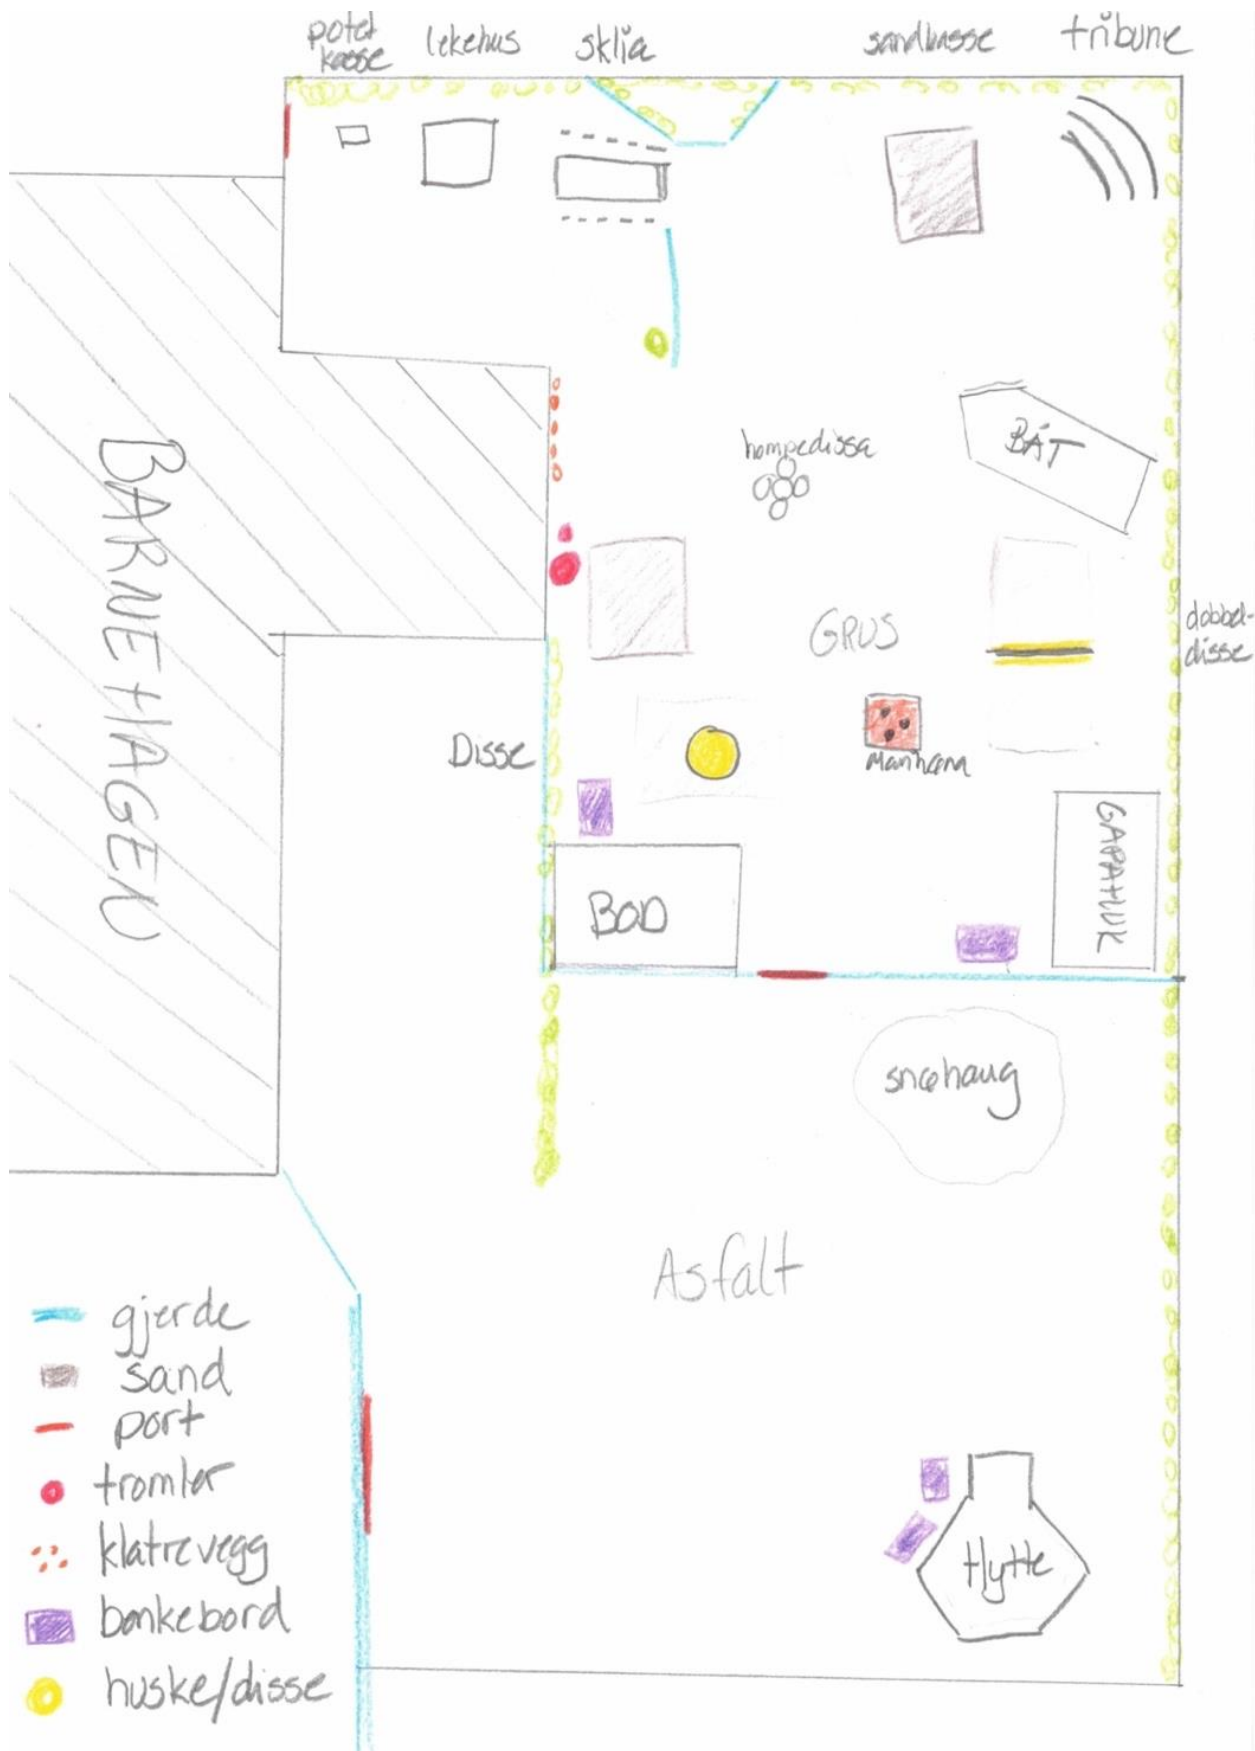 potet
kasse
lekehus
sklia
sandkasse
tribune
BÅT
hompedissa
BARNEHAGEN
GRUS
dobbel-
disse
Disse
Marihøna
GAPAHUK
BOD
snøhaug
Asfalt
gjerde
sand
port
tromler
klatrevegg
benkebord
huske/disse
Hytte